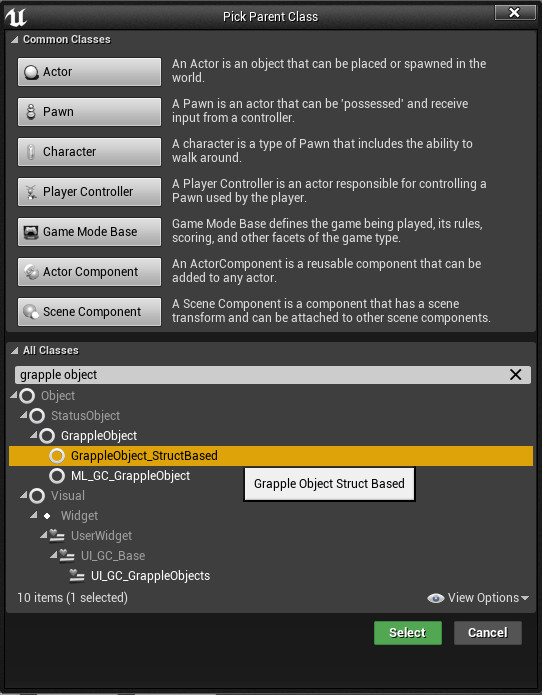 Pick Parent Class
Common Classes
Actor
An Actor is an object that can be placed or spawned in the
world.
Pawn
A Pawn is an actor that can be 'possessed' and receive
input from a controller.
Character
A character is a type of Pawn that includes the ability to
walk around.
Player Controller
A Player Controller is an actor responsible for controlling a
Pawn used by the player.
Game Mode Base
Game Mode Base defines the game being played, its rules,
scoring, and other facets of the game type.
Actor Component
An ActorComponent is a reusable component that can be
added to any actor.
Scene Component
A Scene Component is a component that has a scene
transform and can be attached to other scene components.
All Classes
grapple object
Object
StatusObject
GrappleObject
GrappleObject_StructBased
ML_GC_GrappleObject
Grapple Object Struct Based
Visual
Widget
UserWidget
UI_GC_Base
UI_GC_GrappleObjects
10 items (1 selected)
View Options
Select
Cancel